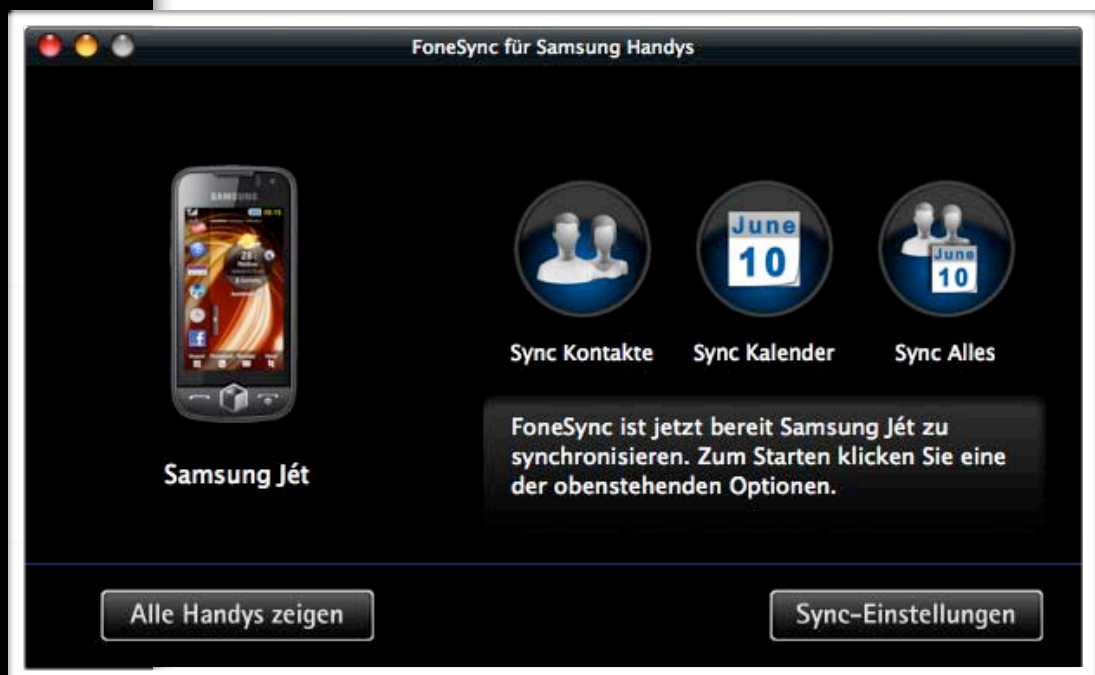 FoneSync für Samsung Handys
SAMSUNG
Samsung Jét
June
10
June
10
Sync Kontakte
Sync Kalender
Sync Alles
FoneSync ist jetzt bereit Samsung Jét zu
synchronisieren. Zum Starten klicken Sie eine
der obenstehenden Optionen.
Alle Handys zeigen
Sync-Einstellungen